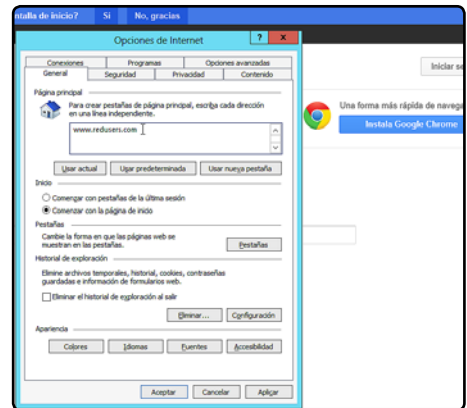 ntalla de inicio? Sí No, gracias
Opciones de Internet ? x
Conexiones Programas Opciones avanzadas
General Seguridad Privacidad Contenido
Iniciar se
Página principal
Para crear pestañas de página principal, escriba cada dirección
en una línea independiente.
www.redusers.com
Una forma más rápida de navega
Instala Google Chrome
Usar actual Usar predeterminada Usar nueva pestaña
Inicio
Comenzar con pestañas de la última sesión
Comenzar con la página de inicio
Pestañas
Cambie la forma en que las páginas web se
muestran en las pestañas.
Pestañas
Historial de exploración
Elimine archivos temporales, historial, cookies, contraseñas
guardadas e información de formularios web.
Eliminar el historial de exploración al salir
Eliminar... Configuración
Apariencia
Colores Idiomas Fuentes Accesibilidad
Aceptar Cancelar Aplicar